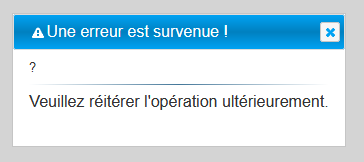 Une erreur est survenue !
?
Veuillez réitérer l'opération ultérieurement.